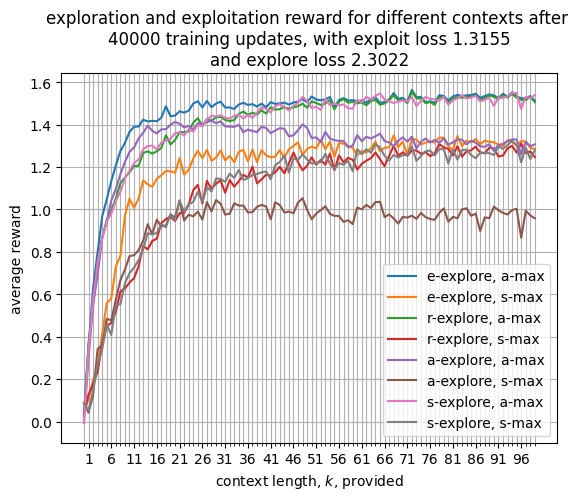 exploration and exploitation reward for different contexts after
40000 training updates, with exploit loss 1.3155
and explore loss 2.3022
1.6
1.4
1.2
1.0
0.8
0.6
0.4
0.2
0.0
average reward
e-explore, a-max
e-explore, s-max
r-explore, a-max
r-explore, s-max
a-explore, a-max
a-explore, s-max
s-explore, a-max
s-explore, s-max
1 6 11 16 21 26 31 36 41 46 51 56 61 66 71 76 81 86 91 96
context length, k, provided